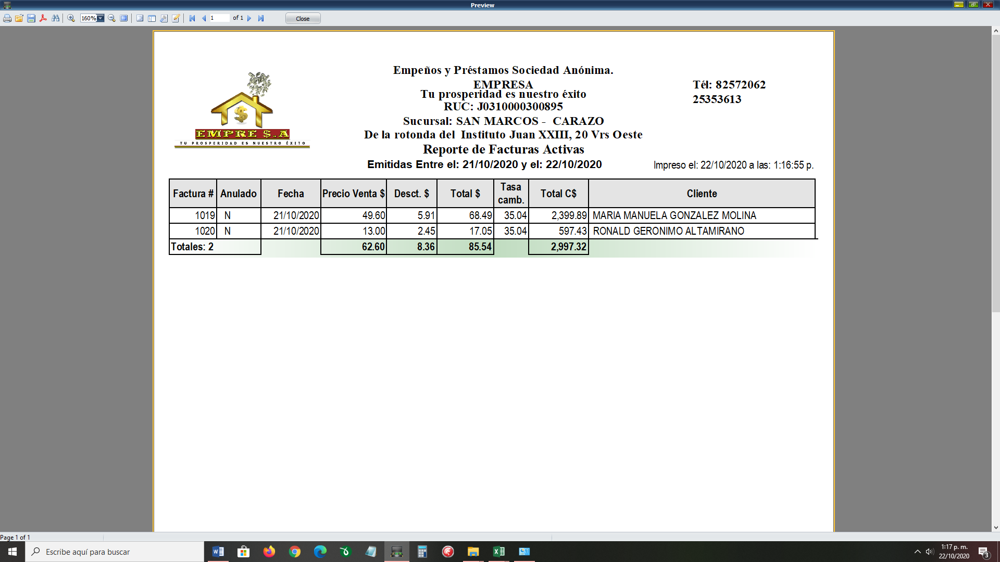 Preview
160%
1
of 1
Close
Empeños y Préstamos Sociedad Anónima.
EMPRESA
Tu prosperidad es nuestro éxito
RUC: J0310000300895
Sucursal: SAN MARCOS - CARAZO
De la rotonda del Instituto Juan XXIII, 20 Vrs Oeste
Reporte de Facturas Activas
Emitidas Entre el: 21/10/2020 y el: 22/10/2020
Tél: 82572062
25353613
Impreso el: 22/10/2020 a las: 1:16:55 p.
EMPRE $.A
TU PROSPERIDAD ES NUESTRO ÉXITO
Factura # Anulado Fecha Precio Venta $ Desct. $ Total $ Tasa camb. Total C$ Cliente
1019 N 21/10/2020 49.60 5.91 68.49 35.04 2,399.89 MARIA MANUELA GONZALEZ MOLINA
1020 N 21/10/2020 13.00 2.45 17.05 35.04 597.43 RONALD GERONIMO ALTAMIRANO
Totales: 2 62.60 8.36 85.54 2,997.32
Page 1 of 1
Escribe aquí para buscar
1:17 p. m.
22/10/2020
3